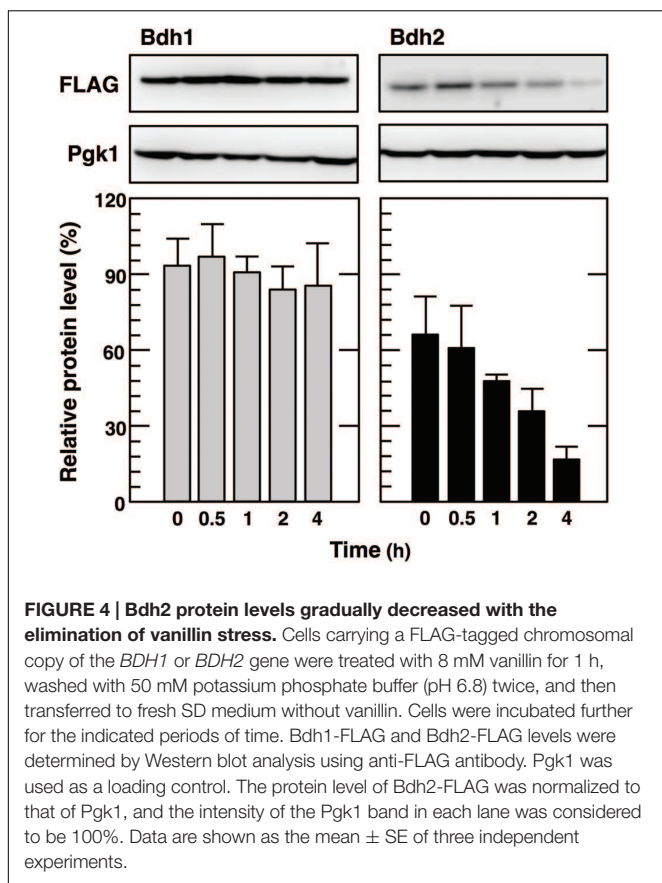 Bdh1
Bdh2
FLAG
Pgk1
120
90
60
30
0
Relative protein level (%)
0 0.5 1 2 4
0 0.5 1 2 4
Time (h)
FIGURE 4 | Bdh2 protein levels gradually decreased with the
elimination of vanillin stress. Cells carrying a FLAG-tagged chromosomal
copy of the BDH1 or BDH2 gene were treated with 8 mM vanillin for 1 h,
washed with 50 mM potassium phosphate buffer (pH 6.8) twice, and then
transferred to fresh SD medium without vanillin. Cells were incubated further
for the indicated periods of time. Bdh1-FLAG and Bdh2-FLAG levels were
determined by Western blot analysis using anti-FLAG antibody. Pgk1 was
used as a loading control. The protein level of Bdh2-FLAG was normalized to
that of Pgk1, and the intensity of the Pgk1 band in each lane was considered
to be 100%. Data are shown as the mean ± SE of three independent
experiments.